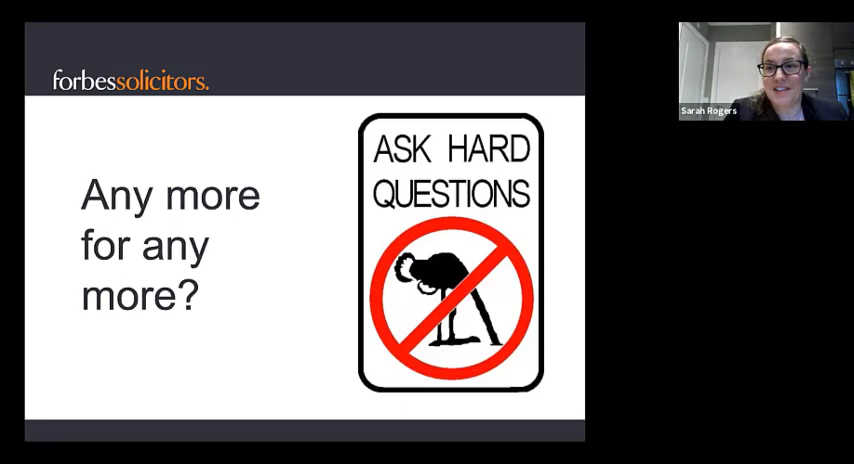 forbessolicitors.
Any more
for any
more?
ASK HARD
QUESTIONS
Sarah Rogers